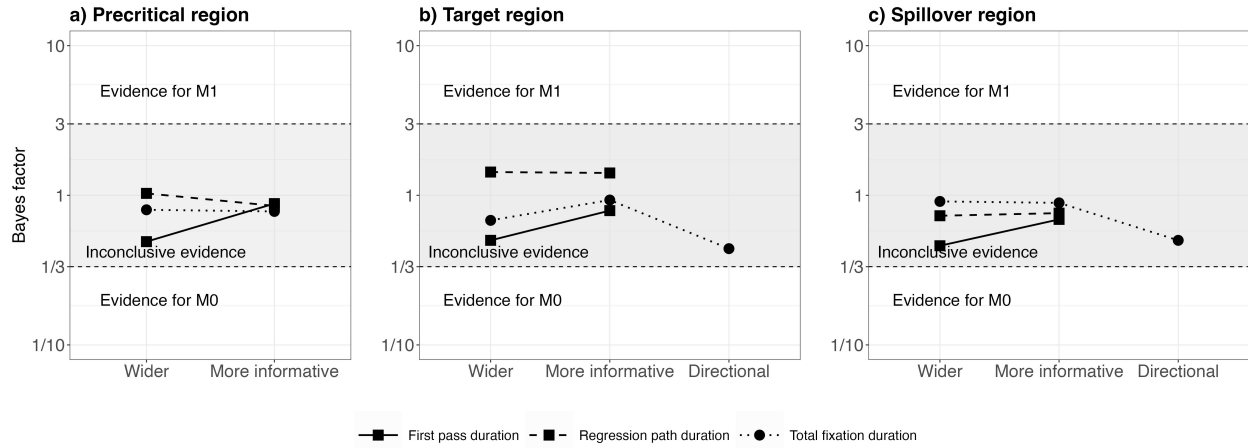 a) Precritical region
b) Target region
c) Spillover region
Bayes factor
10
3
1
1/3
1/10
Evidence for M1
Inconclusive evidence
Evidence for M0
Wider
More informative
10
3
1
1/3
1/10
Evidence for M1
Inconclusive evidence
Evidence for M0
Wider
More informative
Directional
10
3
1
1/3
1/10
Evidence for M1
Inconclusive evidence
Evidence for M0
Wider
More informative
Directional
First pass duration
Regression path duration
Total fixation duration